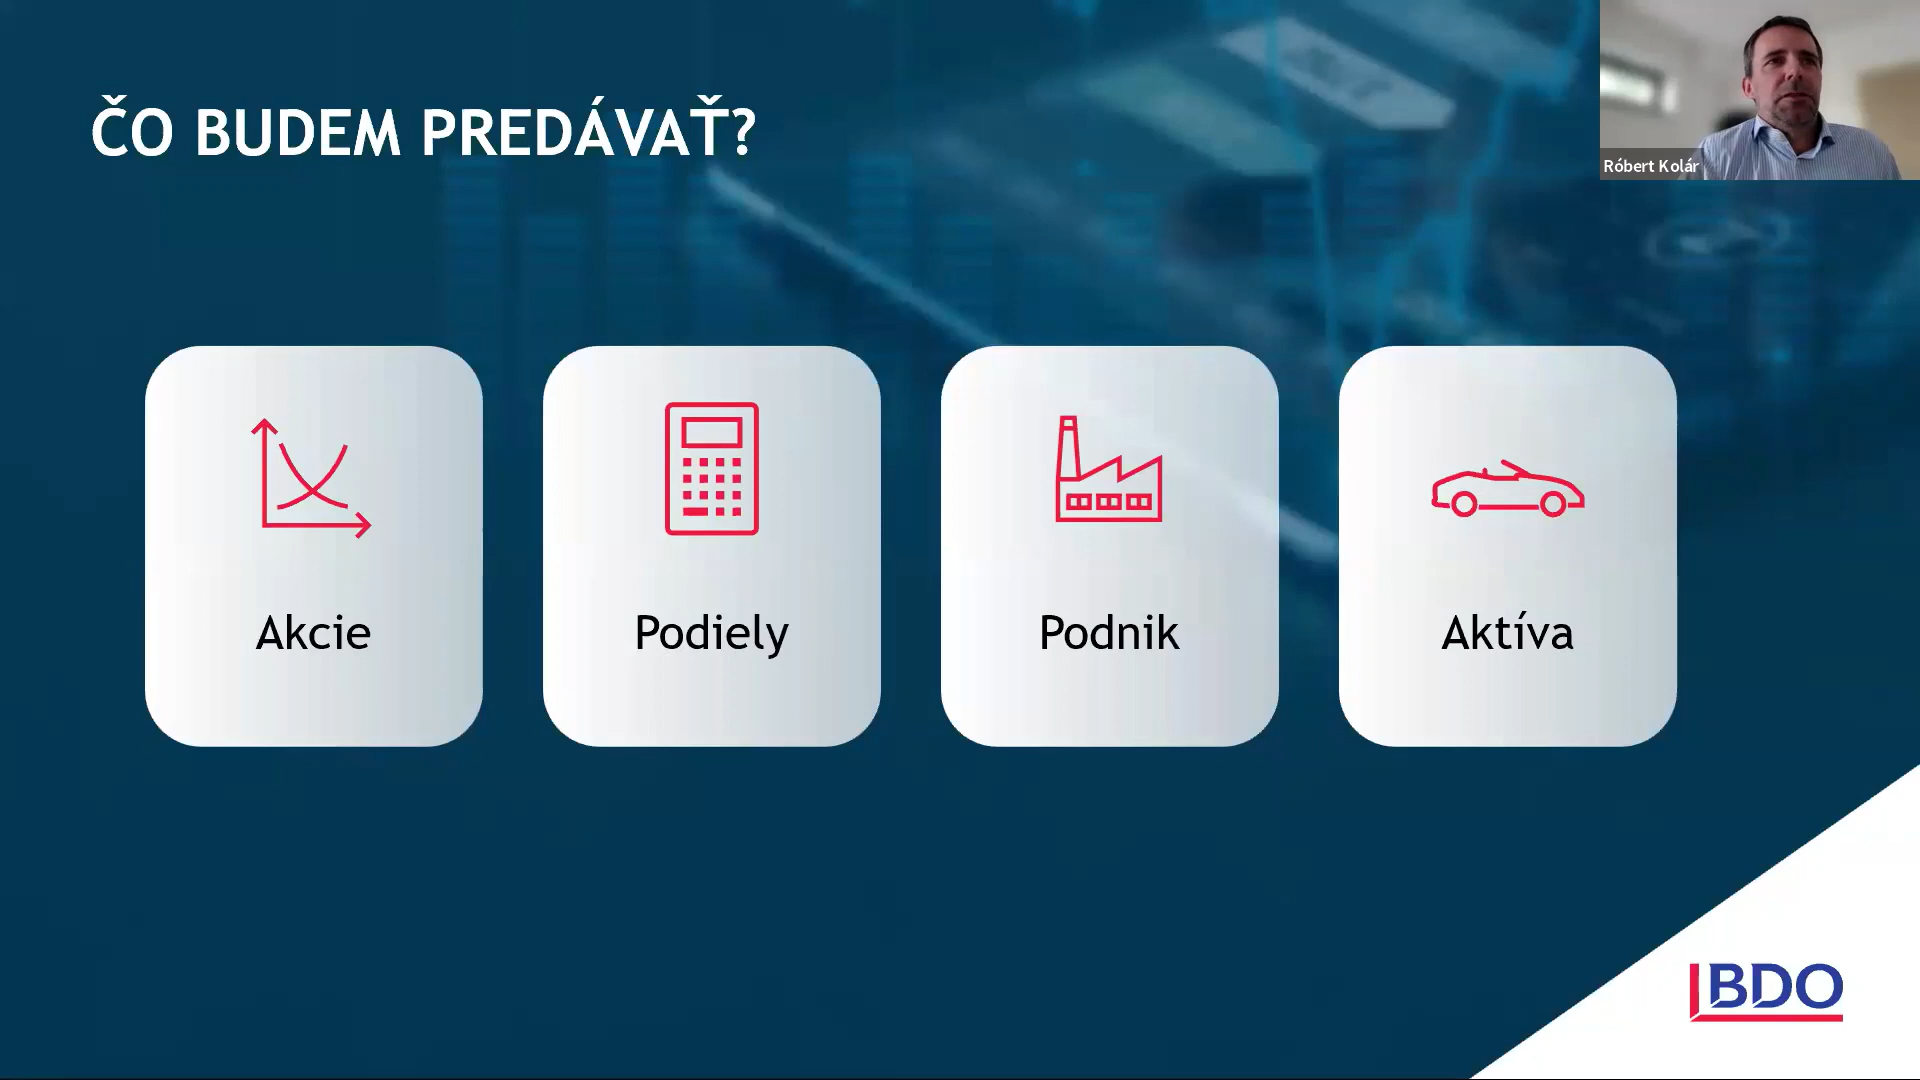 ČO BUDEM PREDÁVAŤ?
Róbert Kolár
Akcie
Podiely
Podnik
Aktíva
BDO